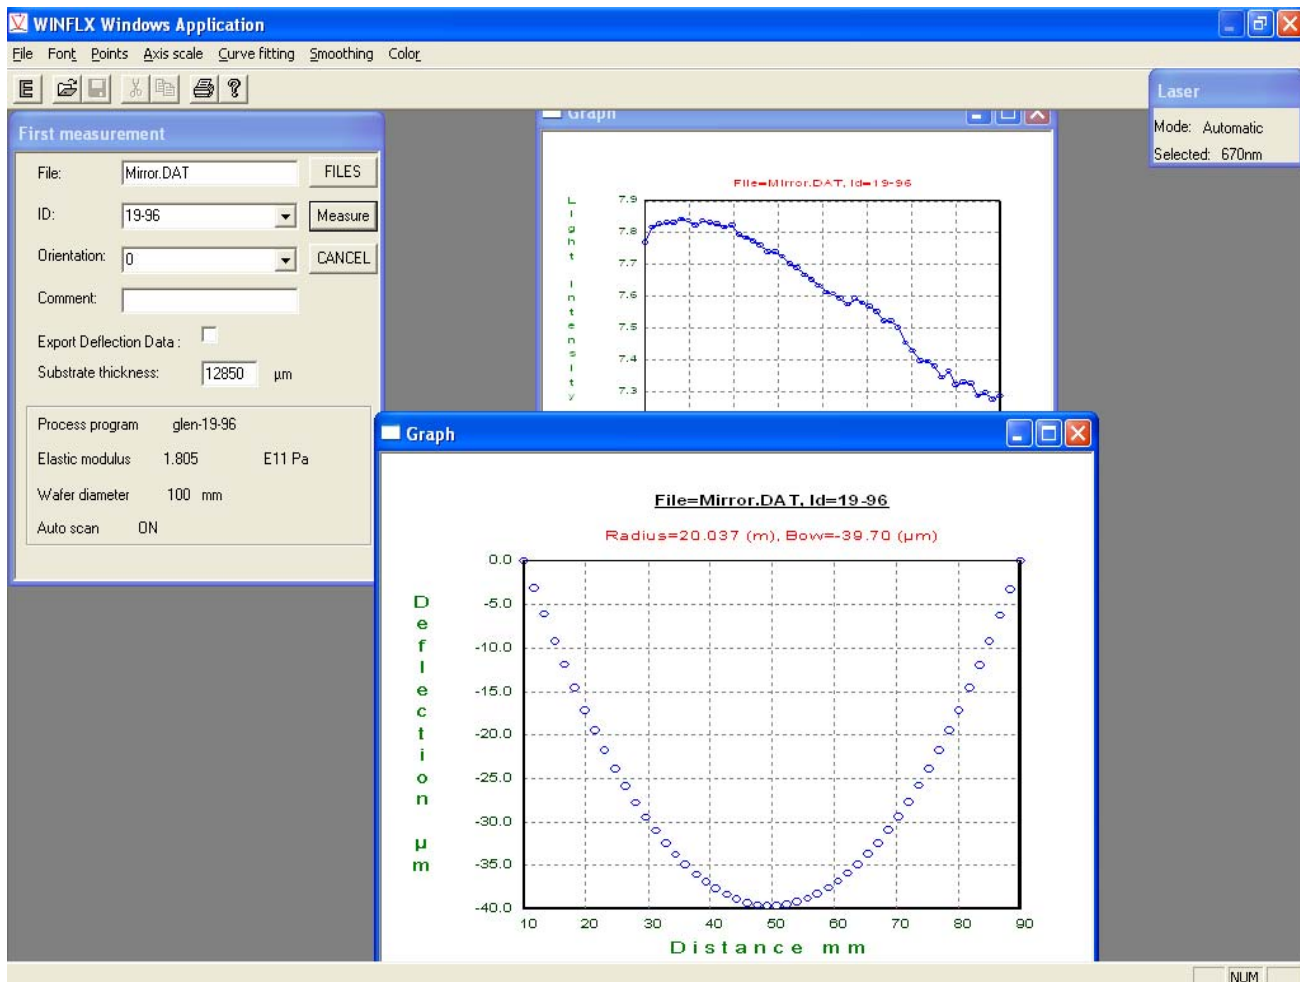 WINFLX Windows Application
File Font Points Axis scale Curve fitting Smoothing Color
E
Laser
Mode: Automatic
Selected: 670nm
First measurement
File: Mirror.DAT FILES
ID: 19-96 Measure
Orientation: 0 CANCEL
Comment:
Export Deflection Data :
Substrate thickness: 12850 µm
Process program glen-19-96
Elastic modulus 1.805 E11 Pa
Wafer diameter 100 mm
Auto scan ON
Graph
File=Mirror.DAT, Id=19-96
Light Intensity
7.9
7.8
7.7
7.6
7.5
7.4
7.3
Graph
File=Mirror.DAT, Id=19-96
Radius=20.037 (m), Bow=-39.70 (µm)
Deflection µm
0.0
-5.0
-10.0
-15.0
-20.0
-25.0
-30.0
-35.0
-40.0
10 20 30 40 50 60 70 80 90
Distance mm
NUM